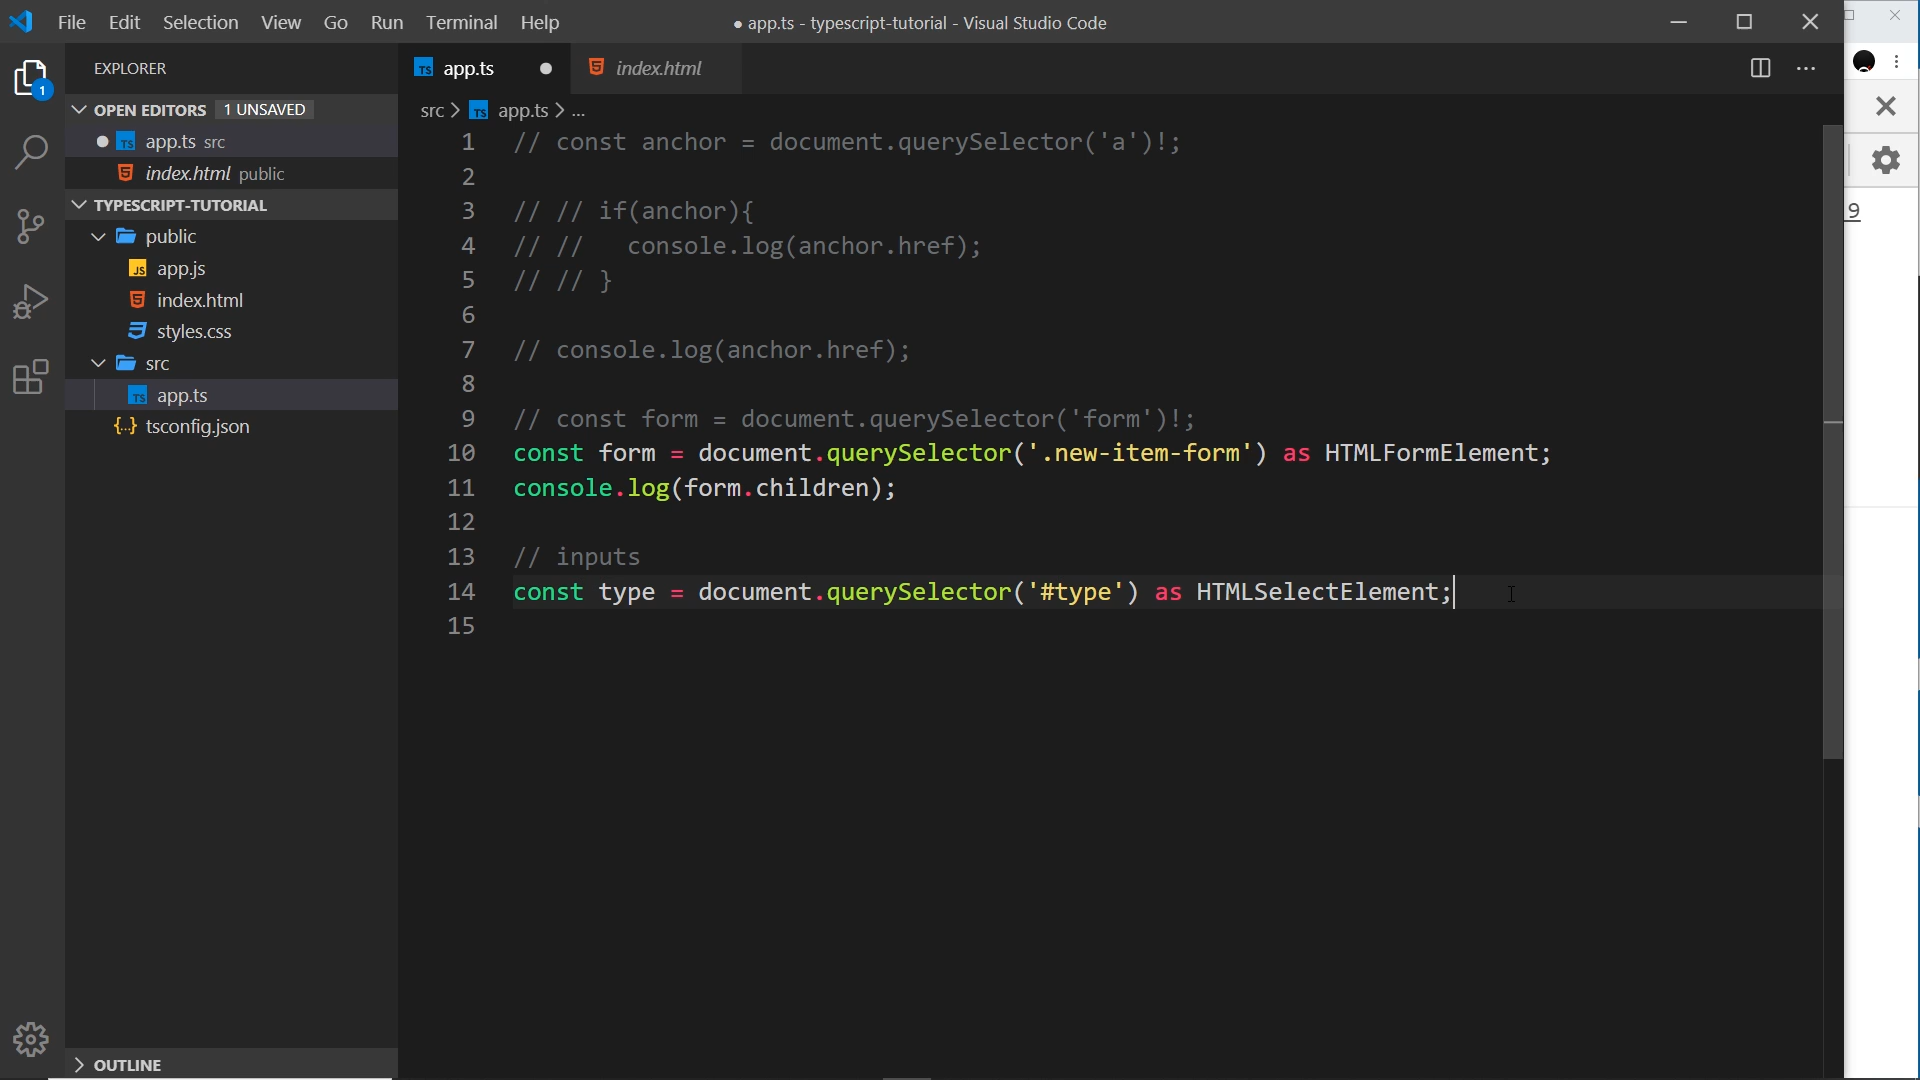 File Edit Selection View Go Run Terminal Help
● app.ts - typescript-tutorial - Visual Studio Code
EXPLORER
OPEN EDITORS 1 UNSAVED
app.ts src
index.html public
TYPESCRIPT-TUTORIAL
public
app.js
index.html
styles.css
src
app.ts
tsconfig.json
OUTLINE
1
app.ts
index.html
src > app.ts > ...
1 // const anchor = document.querySelector('a')!;
2
3 // // if(anchor){
4 // //   console.log(anchor.href);
5 // // }
6
7 // console.log(anchor.href);
8
9 // const form = document.querySelector('form')!;
10 const form = document.querySelector('.new-item-form') as HTMLFormElement;
11 console.log(form.children);
12
13 // inputs
14 const type = document.querySelector('#type') as HTMLSelectElement;
15
9